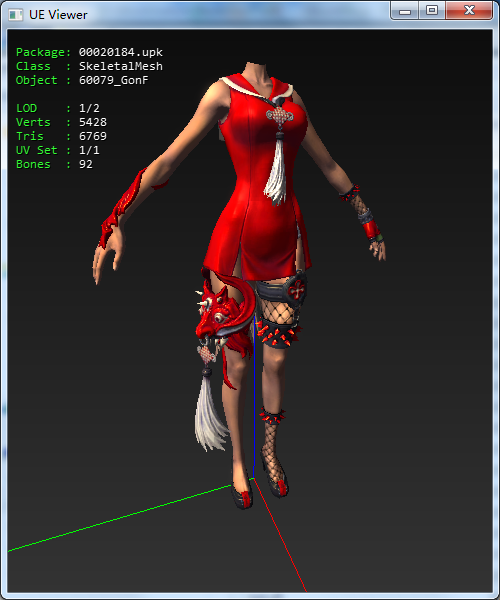 UE Viewer
Package: 00020184.upk
Class : SkeletalMesh
Object : 60079_GonF
LOD : 1/2
Verts : 5428
Tris : 6769
UV Set : 1/1
Bones : 92